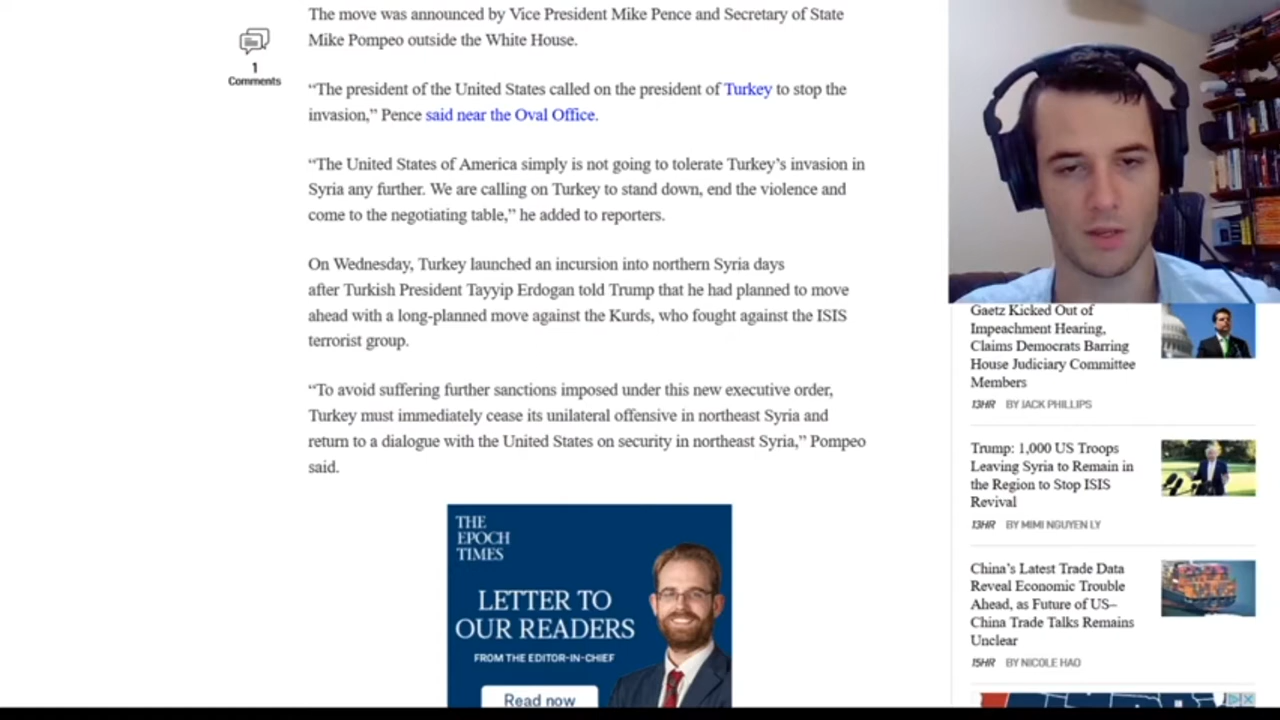 The move was announced by Vice President Mike Pence and Secretary of State
Mike Pompeo outside the White House.
1
Comments
“The president of the United States called on the president of Turkey to stop the
invasion,” Pence said near the Oval Office.
“The United States of America simply is not going to tolerate Turkey’s invasion in
Syria any further. We are calling on Turkey to stand down, end the violence and
come to the negotiating table,” he added to reporters.
On Wednesday, Turkey launched an incursion into northern Syria days
after Turkish President Tayyip Erdogan told Trump that he had planned to move
ahead with a long-planned move against the Kurds, who fought against the ISIS
terrorist group.
“To avoid suffering further sanctions imposed under this new executive order,
Turkey must immediately cease its unilateral offensive in northeast Syria and
return to a dialogue with the United States on security in northeast Syria,” Pompeo
said.
THE
EPOCH
TIMES
LETTER TO
OUR READERS
FROM THE EDITOR-IN-CHIEF
Read now
Gaetz Kicked Out of
Impeachment Hearing,
Claims Democrats Barring
House Judiciary Committee
Members
13HR BY JACK PHILLIPS
Trump: 1,000 US Troops
Leaving Syria to Remain in
the Region to Stop ISIS
Revival
13HR BY MIMI NGUYEN LY
China’s Latest Trade Data
Reveal Economic Trouble
Ahead, as Future of US–
China Trade Talks Remains
Unclear
15HR BY NICOLE HAO